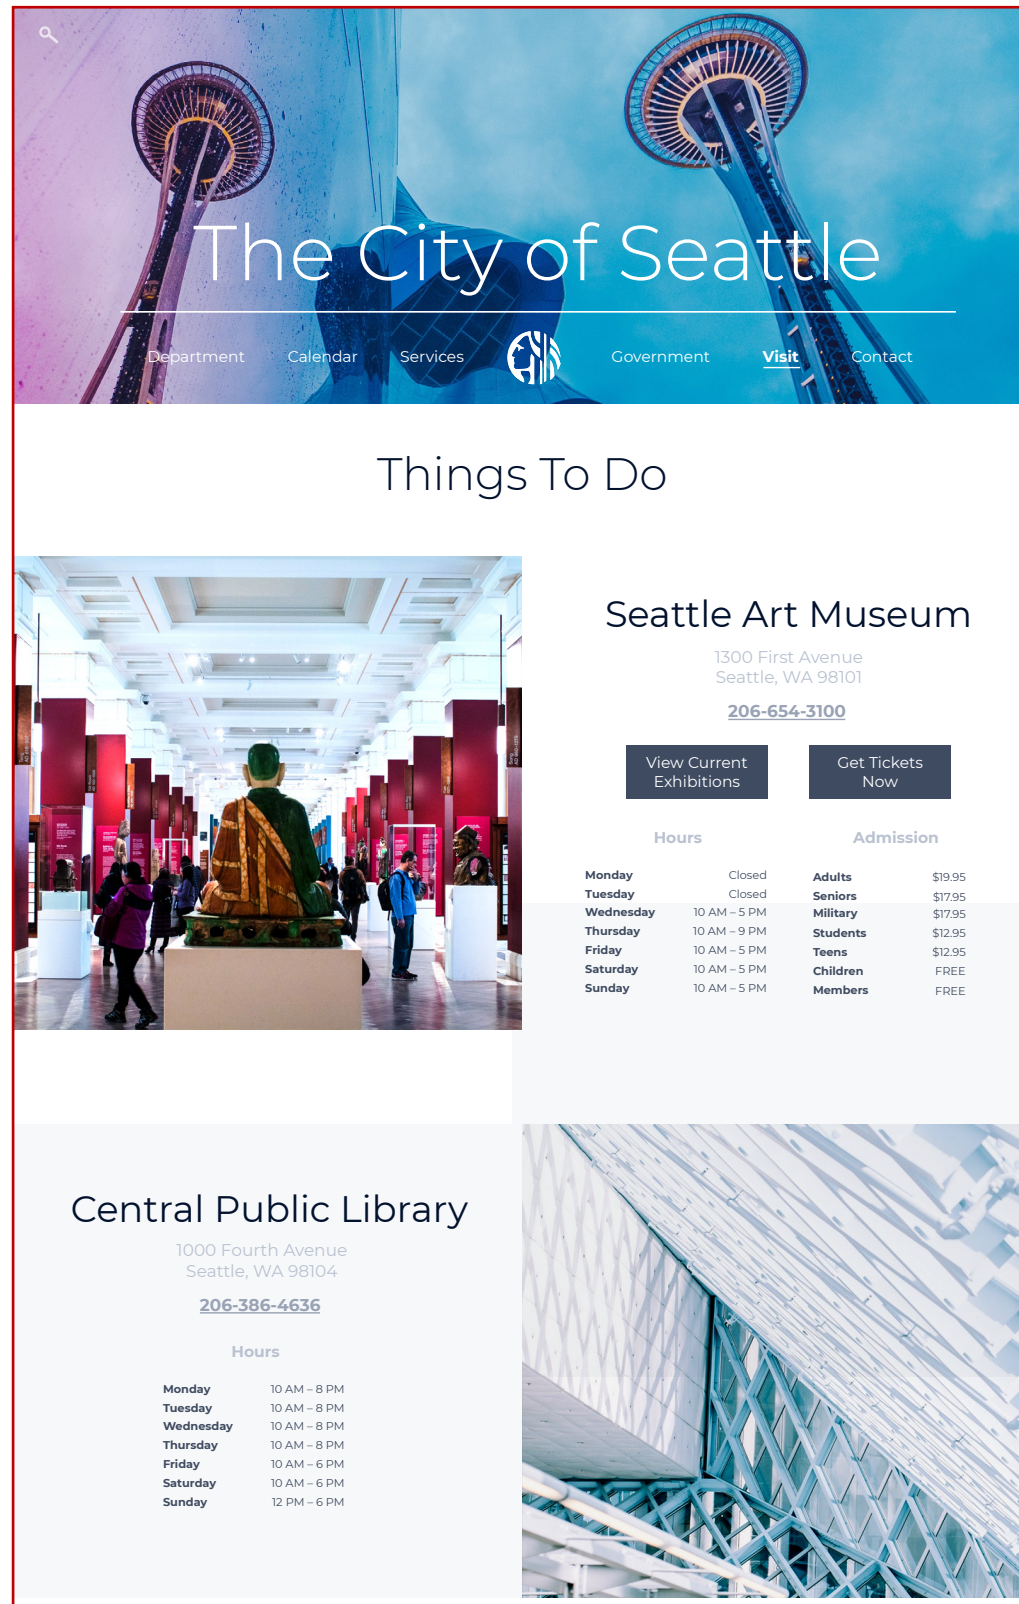 The City of Seattle
Department Calendar Services Government Visit Contact
Things To Do
Seattle Art Museum
1300 First Avenue
Seattle, WA 98101
206-654-3100
View Current
Exhibitions
Get Tickets
Now
Hours
Monday Closed
Tuesday Closed
Wednesday 10 AM – 5 PM
Thursday 10 AM – 9 PM
Friday 10 AM – 5 PM
Saturday 10 AM – 5 PM
Sunday 10 AM – 5 PM
Admission
Adults $19.95
Seniors $17.95
Military $17.95
Students $12.95
Teens $12.95
Children FREE
Members FREE
Central Public Library
1000 Fourth Avenue
Seattle, WA 98104
206-386-4636
Hours
Monday 10 AM – 8 PM
Tuesday 10 AM – 8 PM
Wednesday 10 AM – 8 PM
Thursday 10 AM – 8 PM
Friday 10 AM – 6 PM
Saturday 10 AM – 6 PM
Sunday 12 PM – 6 PM